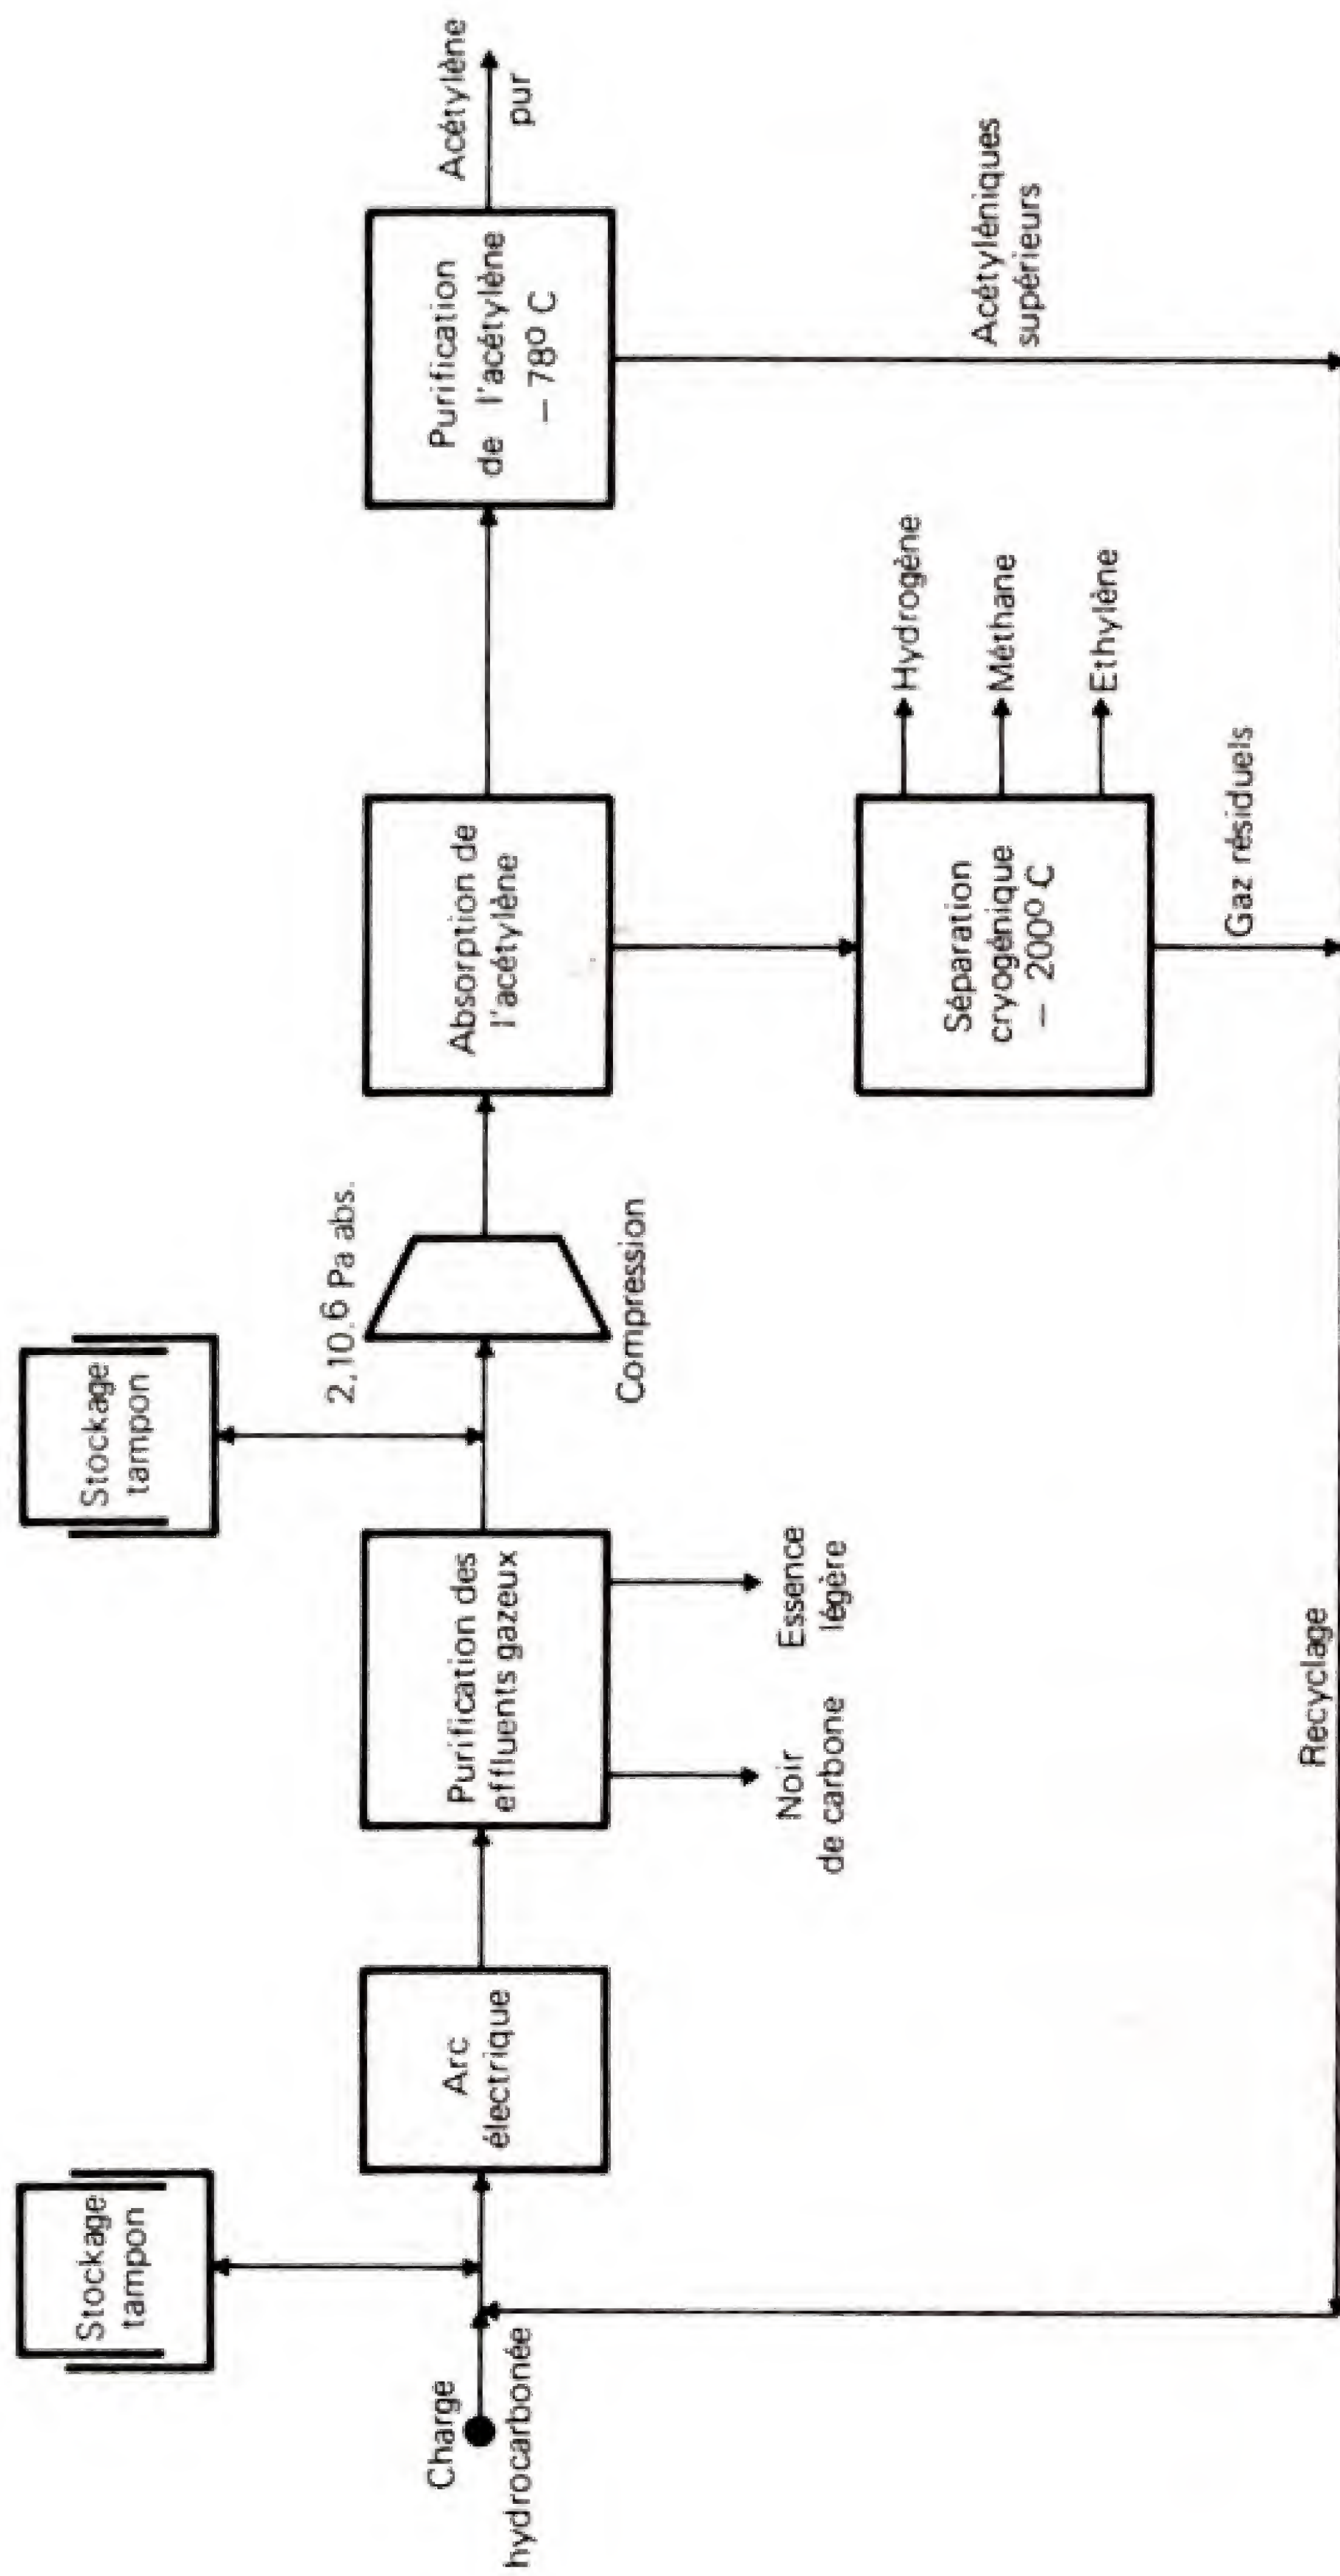 Stockage
tampon
Stockage
tampon
2.10.6 Pa abs.
Charge
hydrocarbonée
Arc
électrique
Purification des
effluents gazeux
Compression
Absorption de
l'acétylène
Purification
de l'acétylène
– 78º C
Acétylène
pur
Noir
de carbone
Essence
légère
Séparation
cryogénique
– 200º C
Hydrogène
Méthane
Ethylène
Acétyléniques
supérieurs
Gaz résiduels
Recyclage